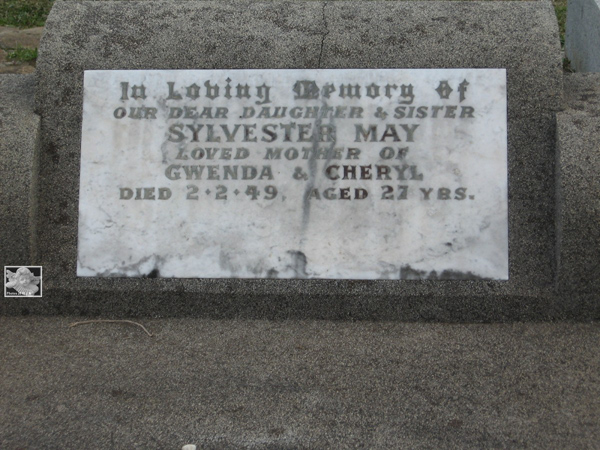 In Loving Memory Of
OUR DEAR DAUGHTER & SISTER
SYLVESTER MAY
LOVED MOTHER OF
GWENDA & CHERYL
DIED 2·2·49, AGED 27 YRS.